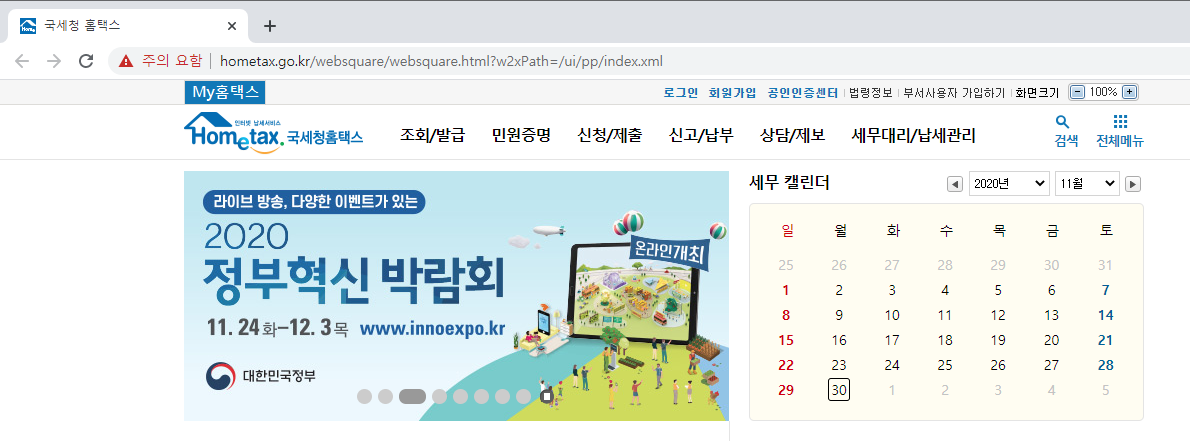 국세청 홈택스
주의 요함 hometax.go.kr/websquare/websquare.html?w2xPath=/ui/pp/index.xml
My홈택스 로그인 회원가입 공인인증센터 법령정보 부서사용자 가입하기 화면크기 100%
인터넷 납세서비스
Hometax. 국세청홈택스 조회/발급 민원증명 신청/제출 신고/납부 상담/제보 세무대리/납세관리 검색 전체메뉴
라이브 방송, 다양한 이벤트가 있는
2020
정부혁신 박람회
온라인개최
11. 24화–12. 3목 www.innoexpo.kr
대한민국정부
세무 캘린더 2020년 11월
일 월 화 수 목 금 토
25 26 27 28 29 30 31
1 2 3 4 5 6 7
8 9 10 11 12 13 14
15 16 17 18 19 20 21
22 23 24 25 26 27 28
29 30 1 2 3 4 5